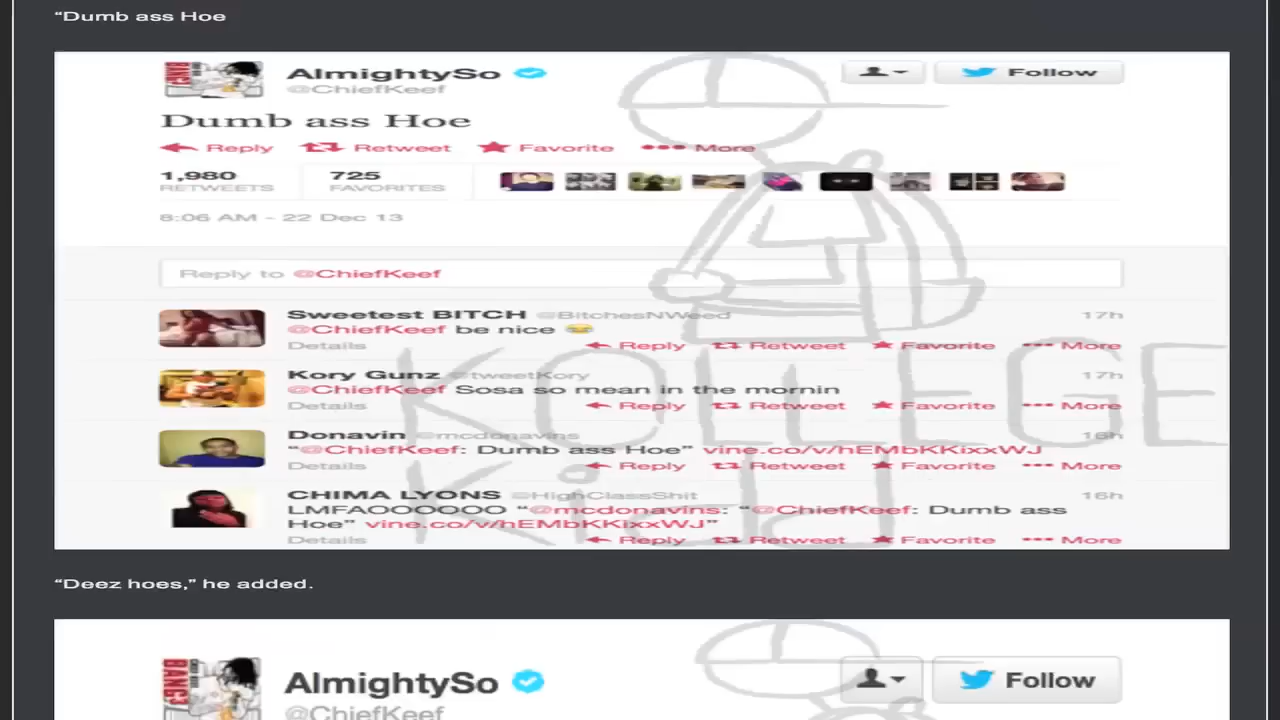 “Dumb ass Hoe
AlmightySo
@ChiefKeef
Follow
Dumb ass Hoe
Reply Retweet Favorite More
1,980 725
RETWEETS FAVORITES
8:06 AM - 22 Dec 13
Reply to @ChiefKeef
Sweetest BITCH @BitchesNWeed 17h
@ChiefKeef be nice 😂
Details Reply Retweet Favorite More
Kory Gunz @tweetKory 17h
@ChiefKeef Sosa so mean in the mornin
Details Reply Retweet Favorite More
Donavin @mcdonavins 16h
“@ChiefKeef: Dumb ass Hoe” vine.co/v/hEMbKKixxWJ
Details Reply Retweet Favorite More
CHIMA LYONS @HighClassShit 16h
LMFAOOOOOO “@mcdonavins: “@ChiefKeef: Dumb ass
Hoe” vine.co/v/hEMbKKixxWJ”
Details Reply Retweet Favorite More
KOLLEGE
Kidd
“Deez hoes,” he added.
BANG3
AlmightySo
@ChiefKeef
Follow